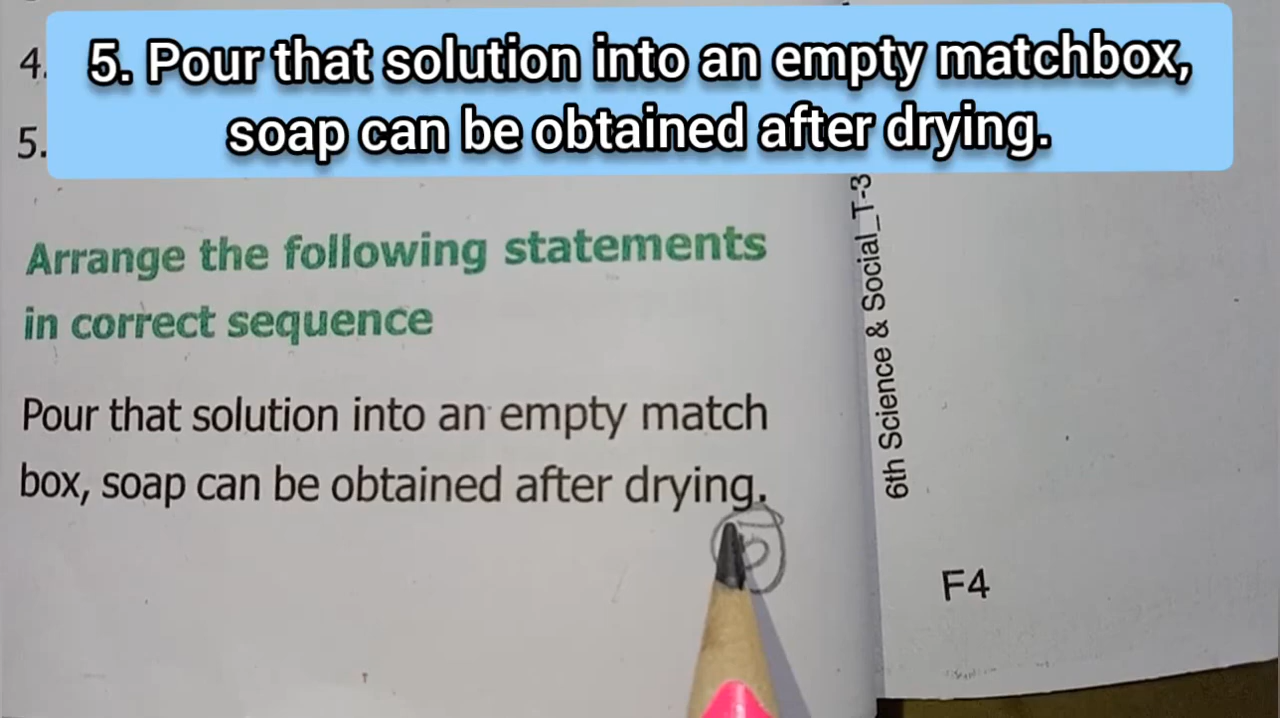 5. Pour that solution into an empty matchbox,
soap can be obtained after drying.
4.
5.
Arrange the following statements
in correct sequence
Pour that solution into an empty match
box, soap can be obtained after drying.
5
6th Science & Social_T-3
F4